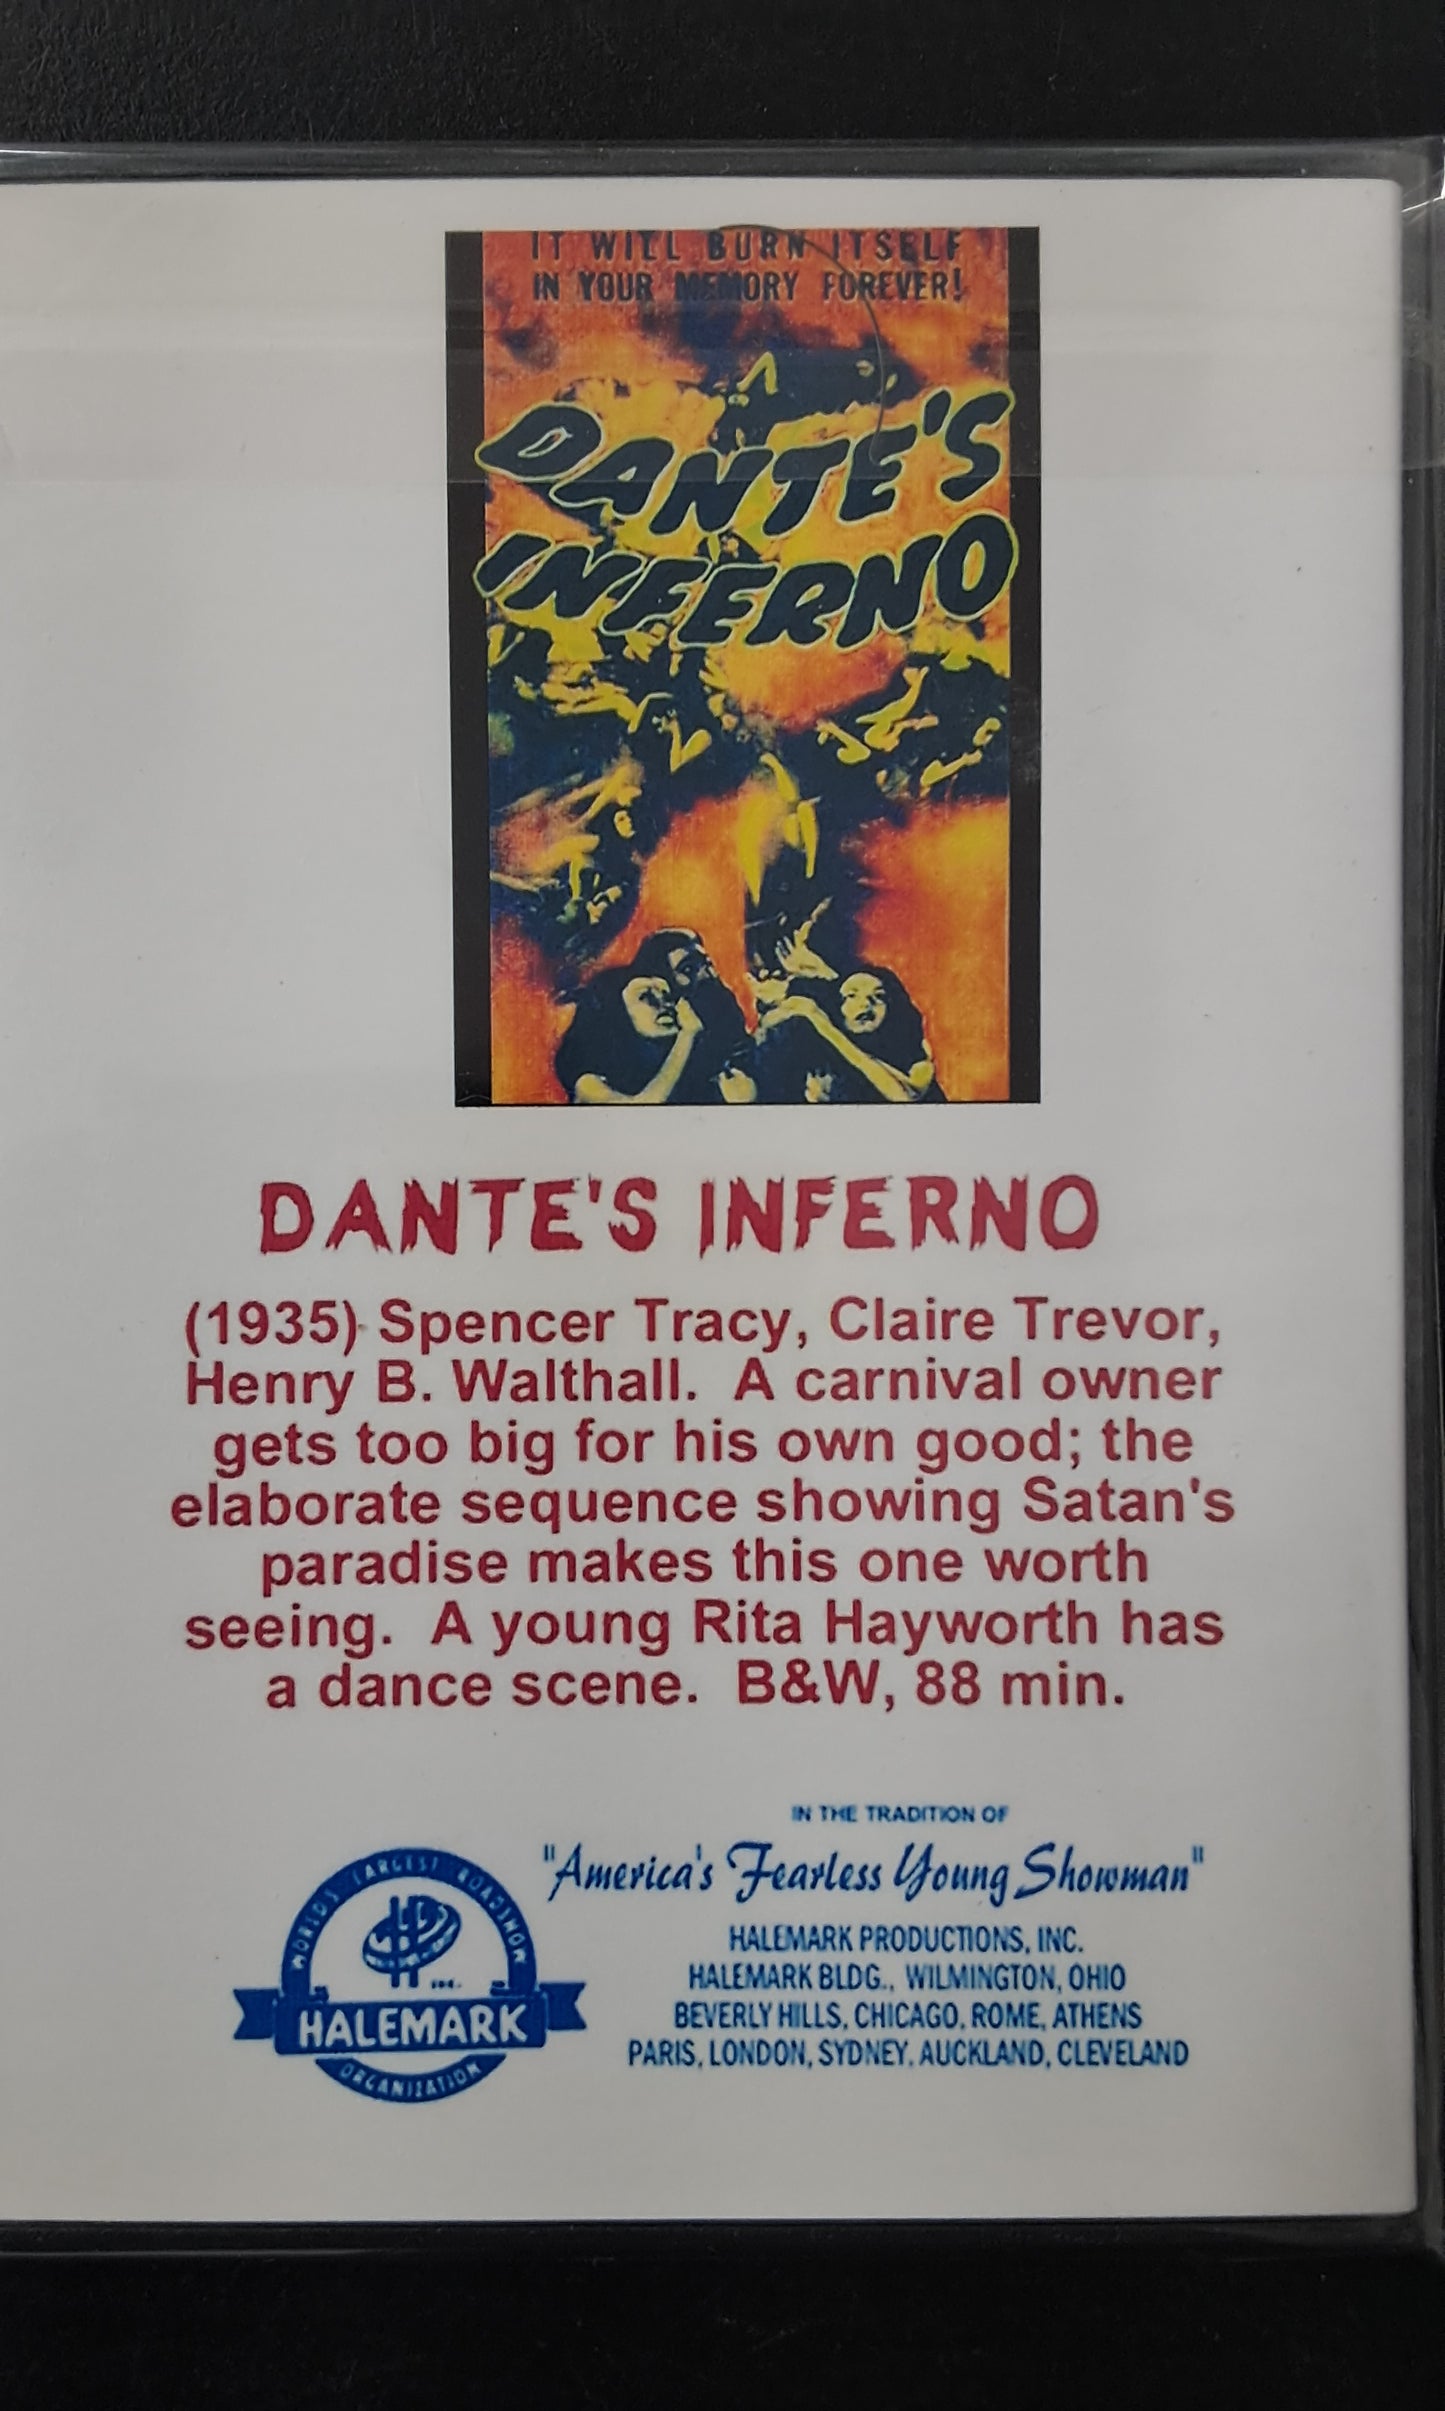 IT WILL BURN ITSELF
IN YOUR MEMORY FOREVER!
DANTE'S
INFERNO
DANTE'S INFERNO
(1935) Spencer Tracy, Claire Trevor,
Henry B. Walthall. A carnival owner
gets too big for his own good; the
elaborate sequence showing Satan's
paradise makes this one worth
seeing. A young Rita Hayworth has
a dance scene. B&W, 88 min.
IN THE TRADITION OF
"America's Fearless Young Showman"
HALEMARK PRODUCTIONS, INC.
HALEMARK BLDG., WILMINGTON, OHIO
BEVERLY HILLS, CHICAGO, ROME, ATHENS
PARIS, LONDON, SYDNEY, AUCKLAND, CLEVELAND
WORLDS LARGEST ROADSHOW
INC.
HALEMARK
ORGANIZATION